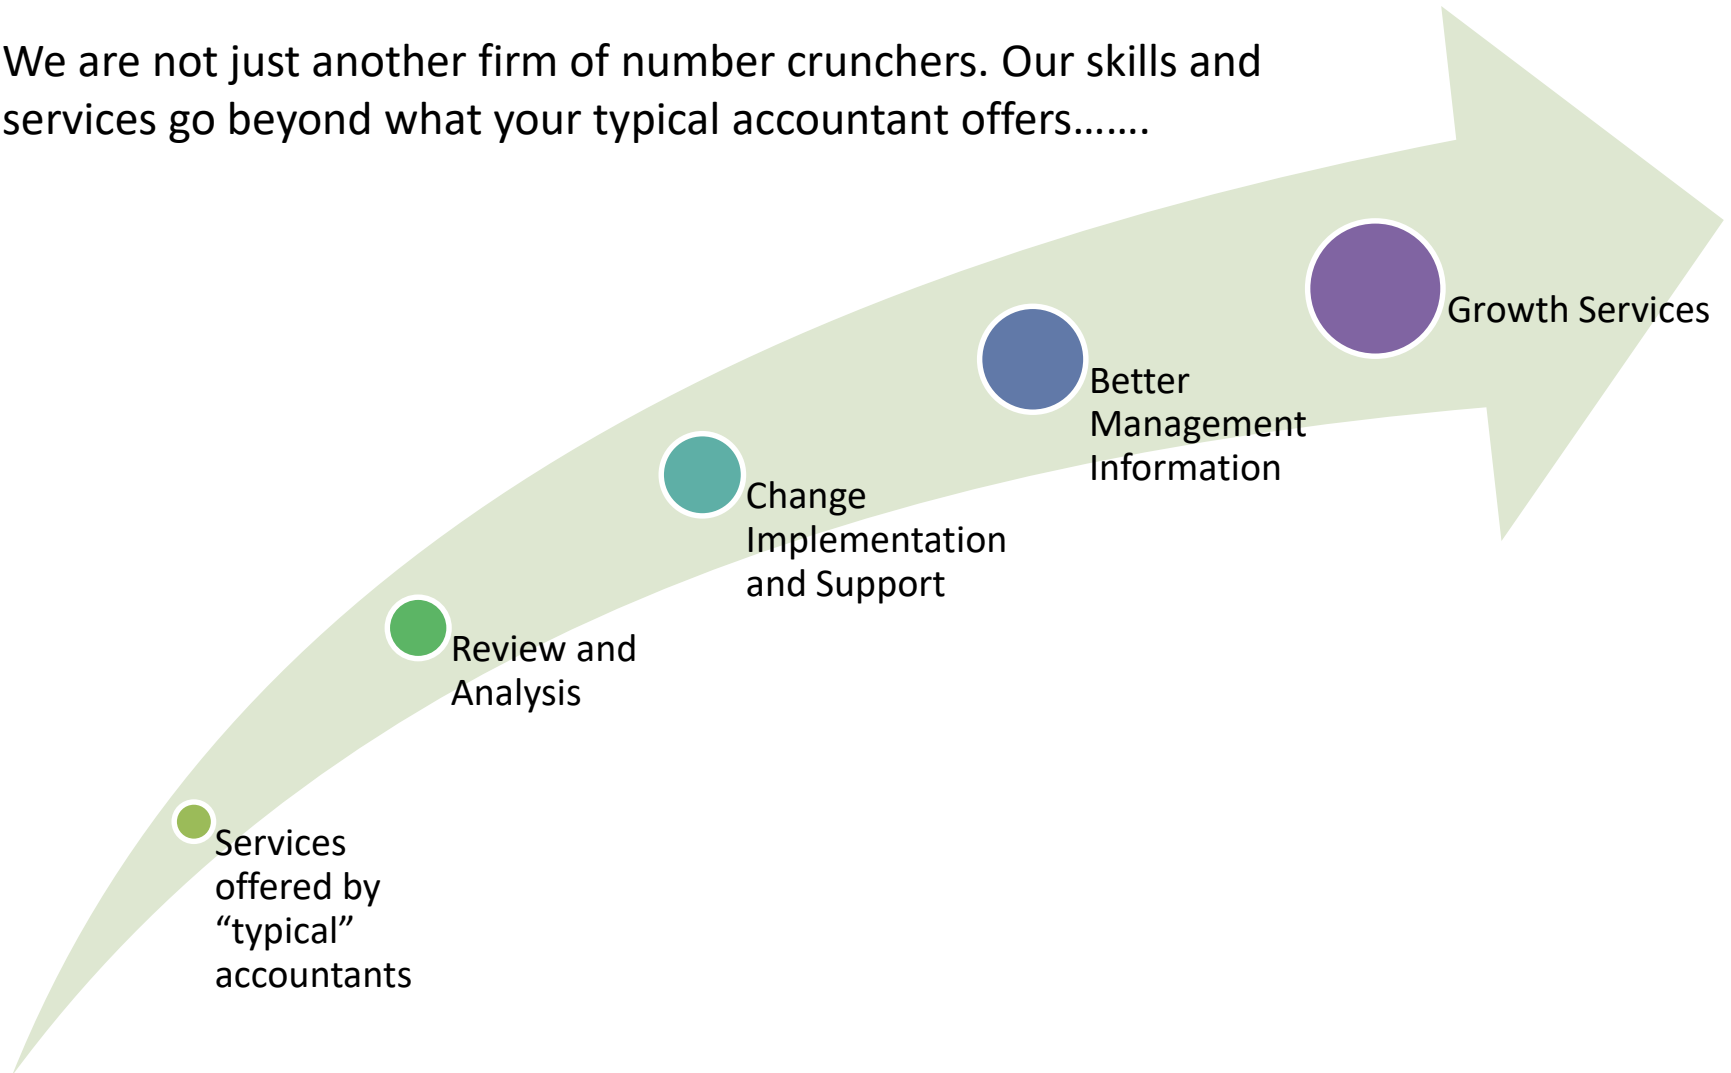 We are not just another firm of number crunchers. Our skills and
services go beyond what your typical accountant offers…….
Growth Services
Better
Management
Information
Change
Implementation
and Support
Review and
Analysis
Services
offered by
“typical”
accountants